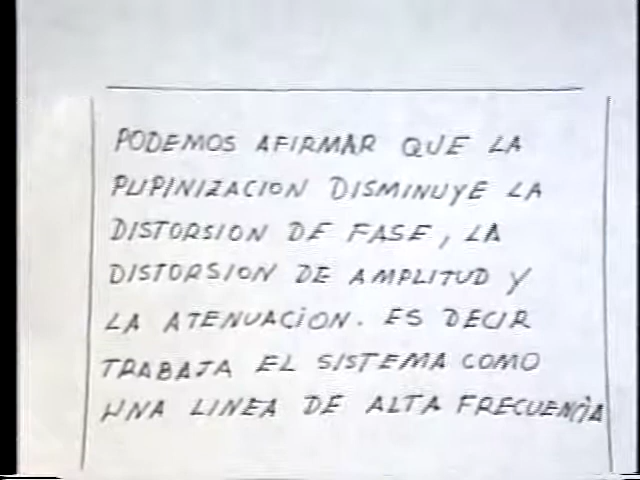 PODEMOS AFIRMAR QUE LA
PUPINIZACION DISMINUYE LA
DISTORSION DE FASE, LA
DISTORSION DE AMPLITUD Y
LA ATENUACION. ES DECIR
TRABAJA EL SISTEMA COMO
UNA LINEA DE ALTA FRECUENCIA